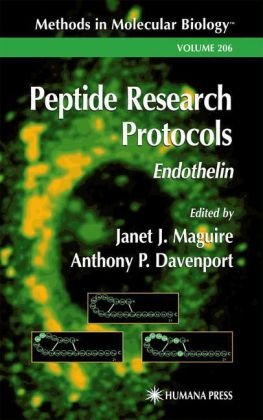 Methods in Molecular Biology™
VOLUME 206
Peptide Research
Protocols
Endothelin
Edited by
Janet J. Maguire
Anthony P. Davenport
HUMANA PRESS